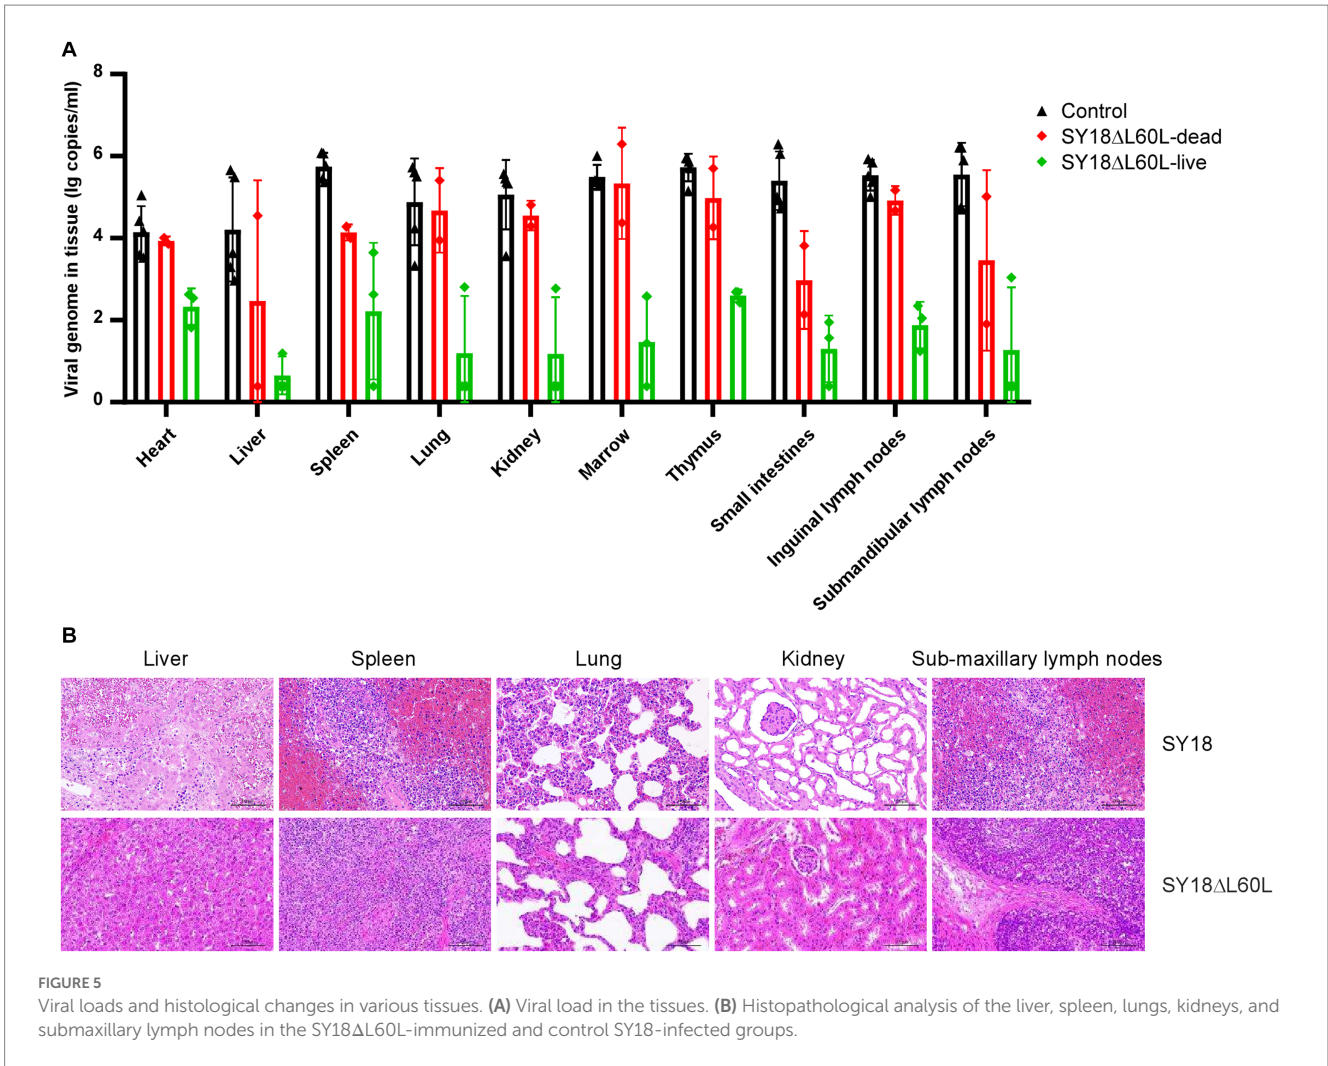 A
Viral genome in tissue (lg copies/ml)
8
6
4
2
0
Control
SY18ΔL60L-dead
SY18ΔL60L-live
Heart
Liver
Spleen
Lung
Kidney
Marrow
Thymus
Small intestines
Inguinal lymph nodes
Submandibular lymph nodes
B
Liver
Spleen
Lung
Kidney
Sub-maxillary lymph nodes
SY18
SY18ΔL60L
FIGURE 5
Viral loads and histological changes in various tissues. (A) Viral load in the tissues. (B) Histopathological analysis of the liver, spleen, lungs, kidneys, and
submaxillary lymph nodes in the SY18ΔL60L-immunized and control SY18-infected groups.